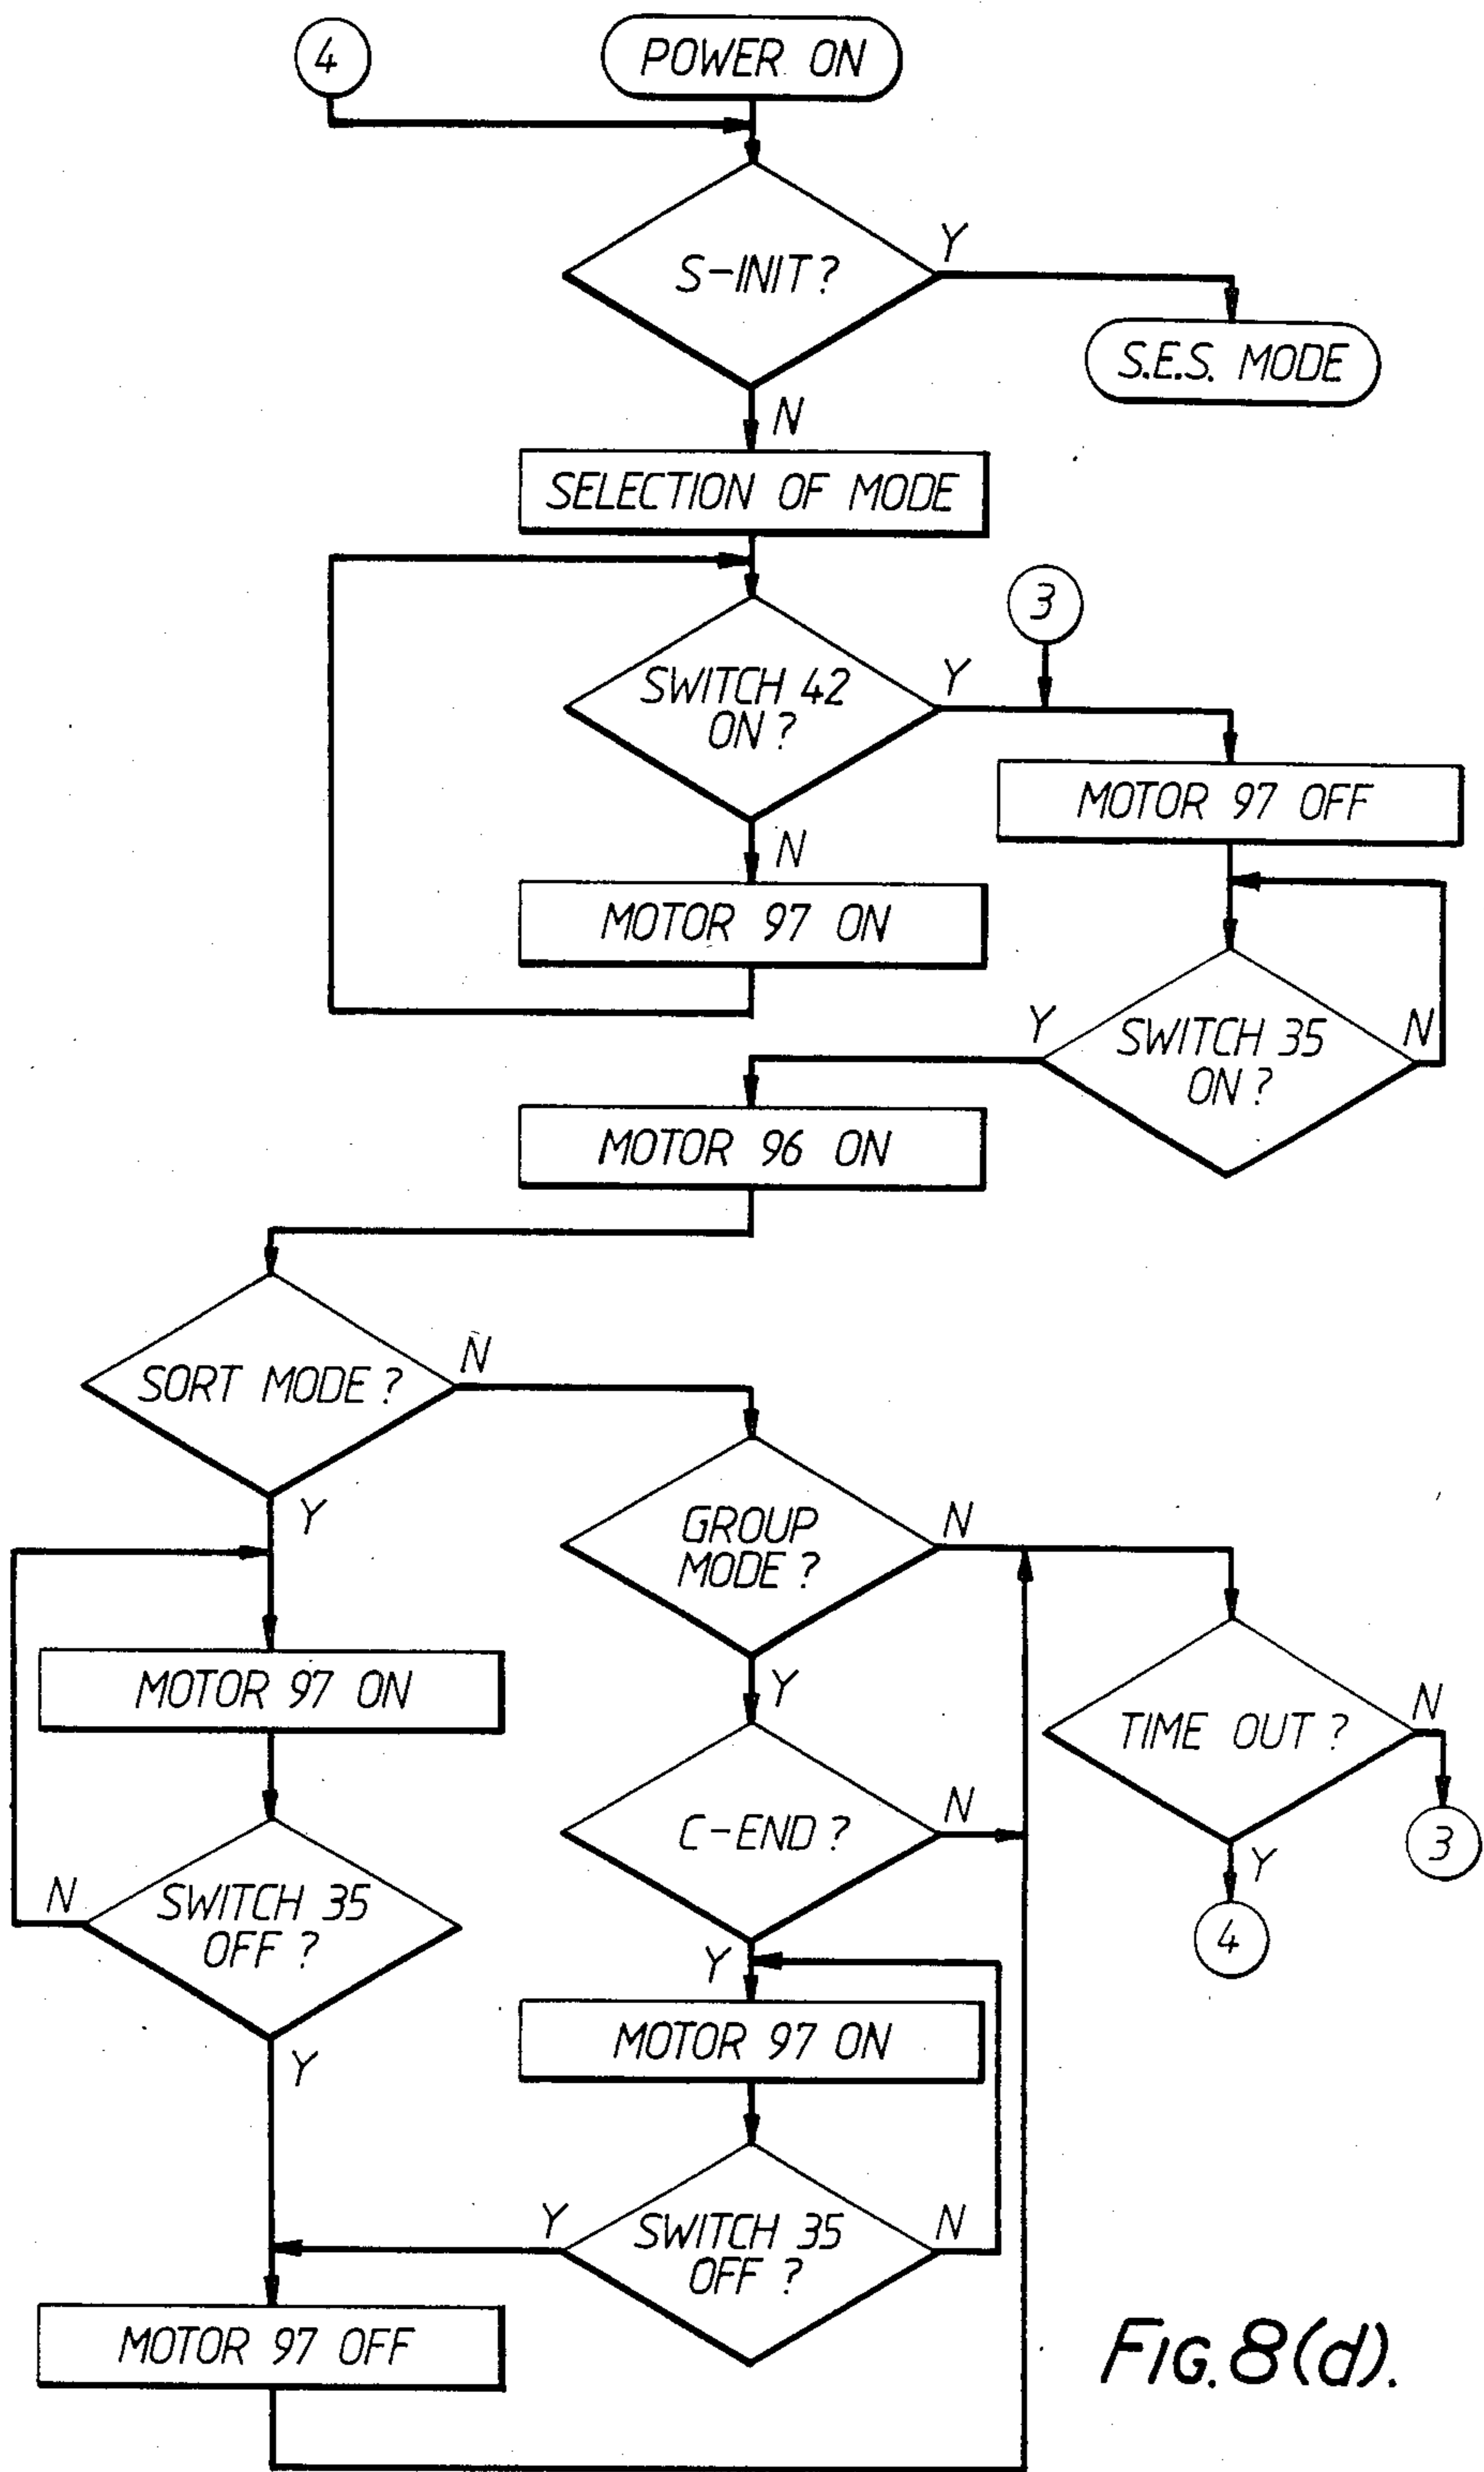 4
POWER ON
S-INIT?
Y
S.E.S. MODE
N
SELECTION OF MODE
3
SWITCH 42
ON?
Y
MOTOR 97 OFF
N
MOTOR 97 ON
Y
SWITCH 35
ON?
N
MOTOR 96 ON
SORT MODE?
N
Y
GROUP
MODE?
N
Y
MOTOR 97 ON
TIME OUT?
N
3
Y
4
C-END?
N
Y
SWITCH 35
OFF?
N
Y
MOTOR 97 ON
SWITCH 35
OFF?
Y
N
MOTOR 97 OFF
FIG. 8(d).